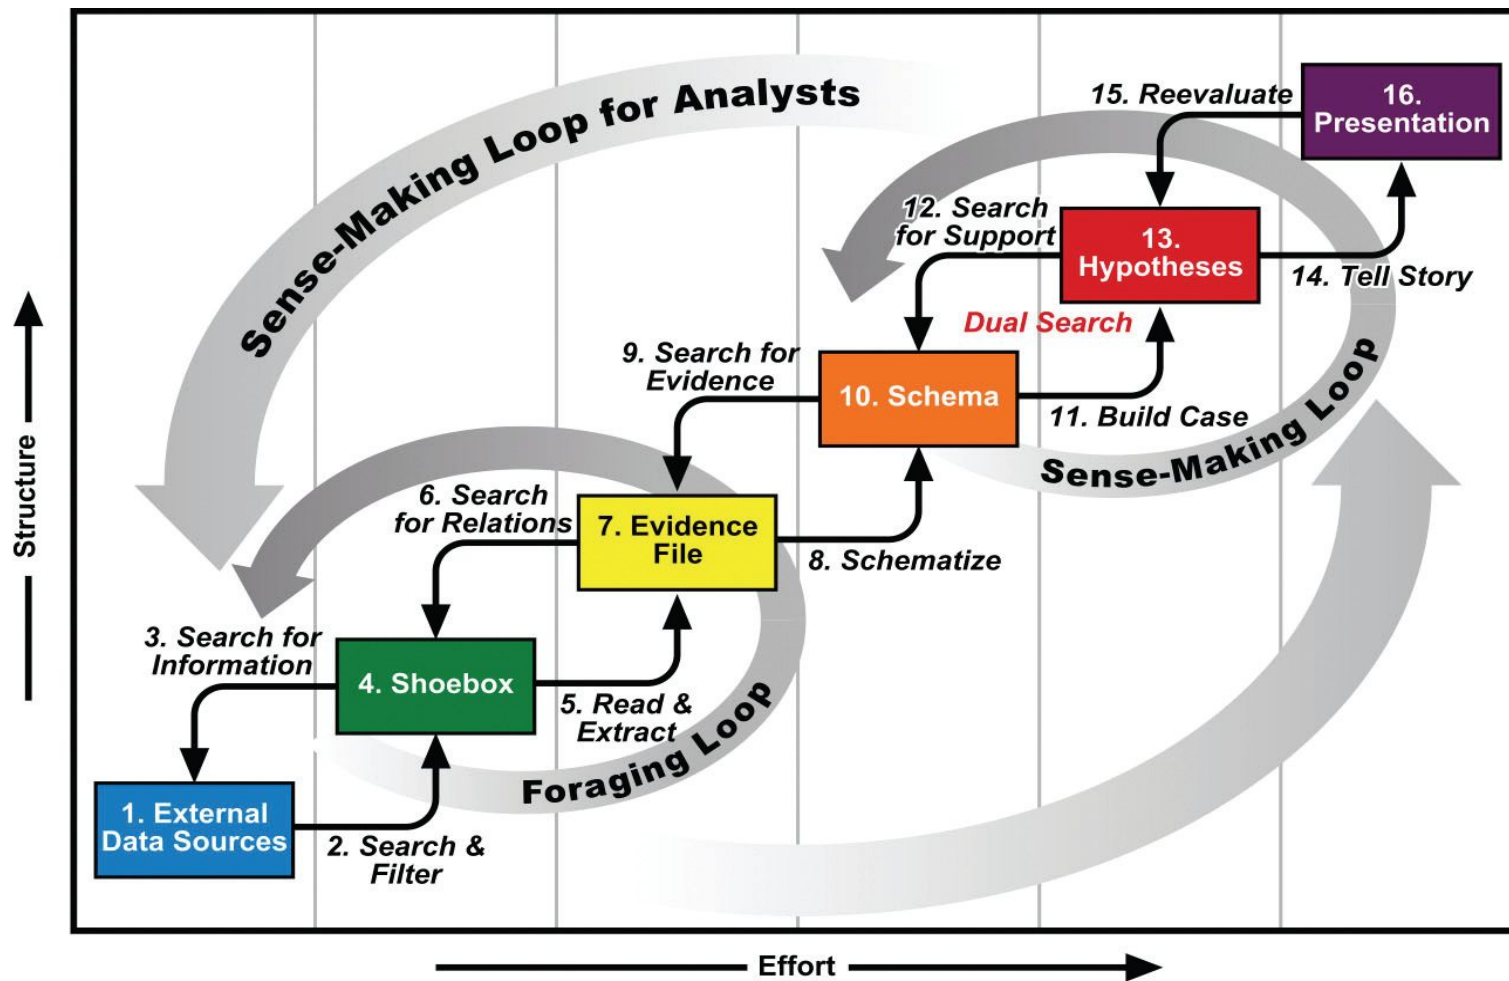 Sense-Making Loop for Analysts
15. Reevaluate
16.
Presentation
12. Search
for Support
13.
Hypotheses
14. Tell Story
Dual Search
9. Search for
Evidence
10. Schema
11. Build Case
Sense-Making Loop
6. Search
for Relations
7. Evidence
File
8. Schematize
3. Search for
Information
4. Shoebox
5. Read &
Extract
Foraging Loop
1. External
Data Sources
2. Search &
Filter
Structure
Effort